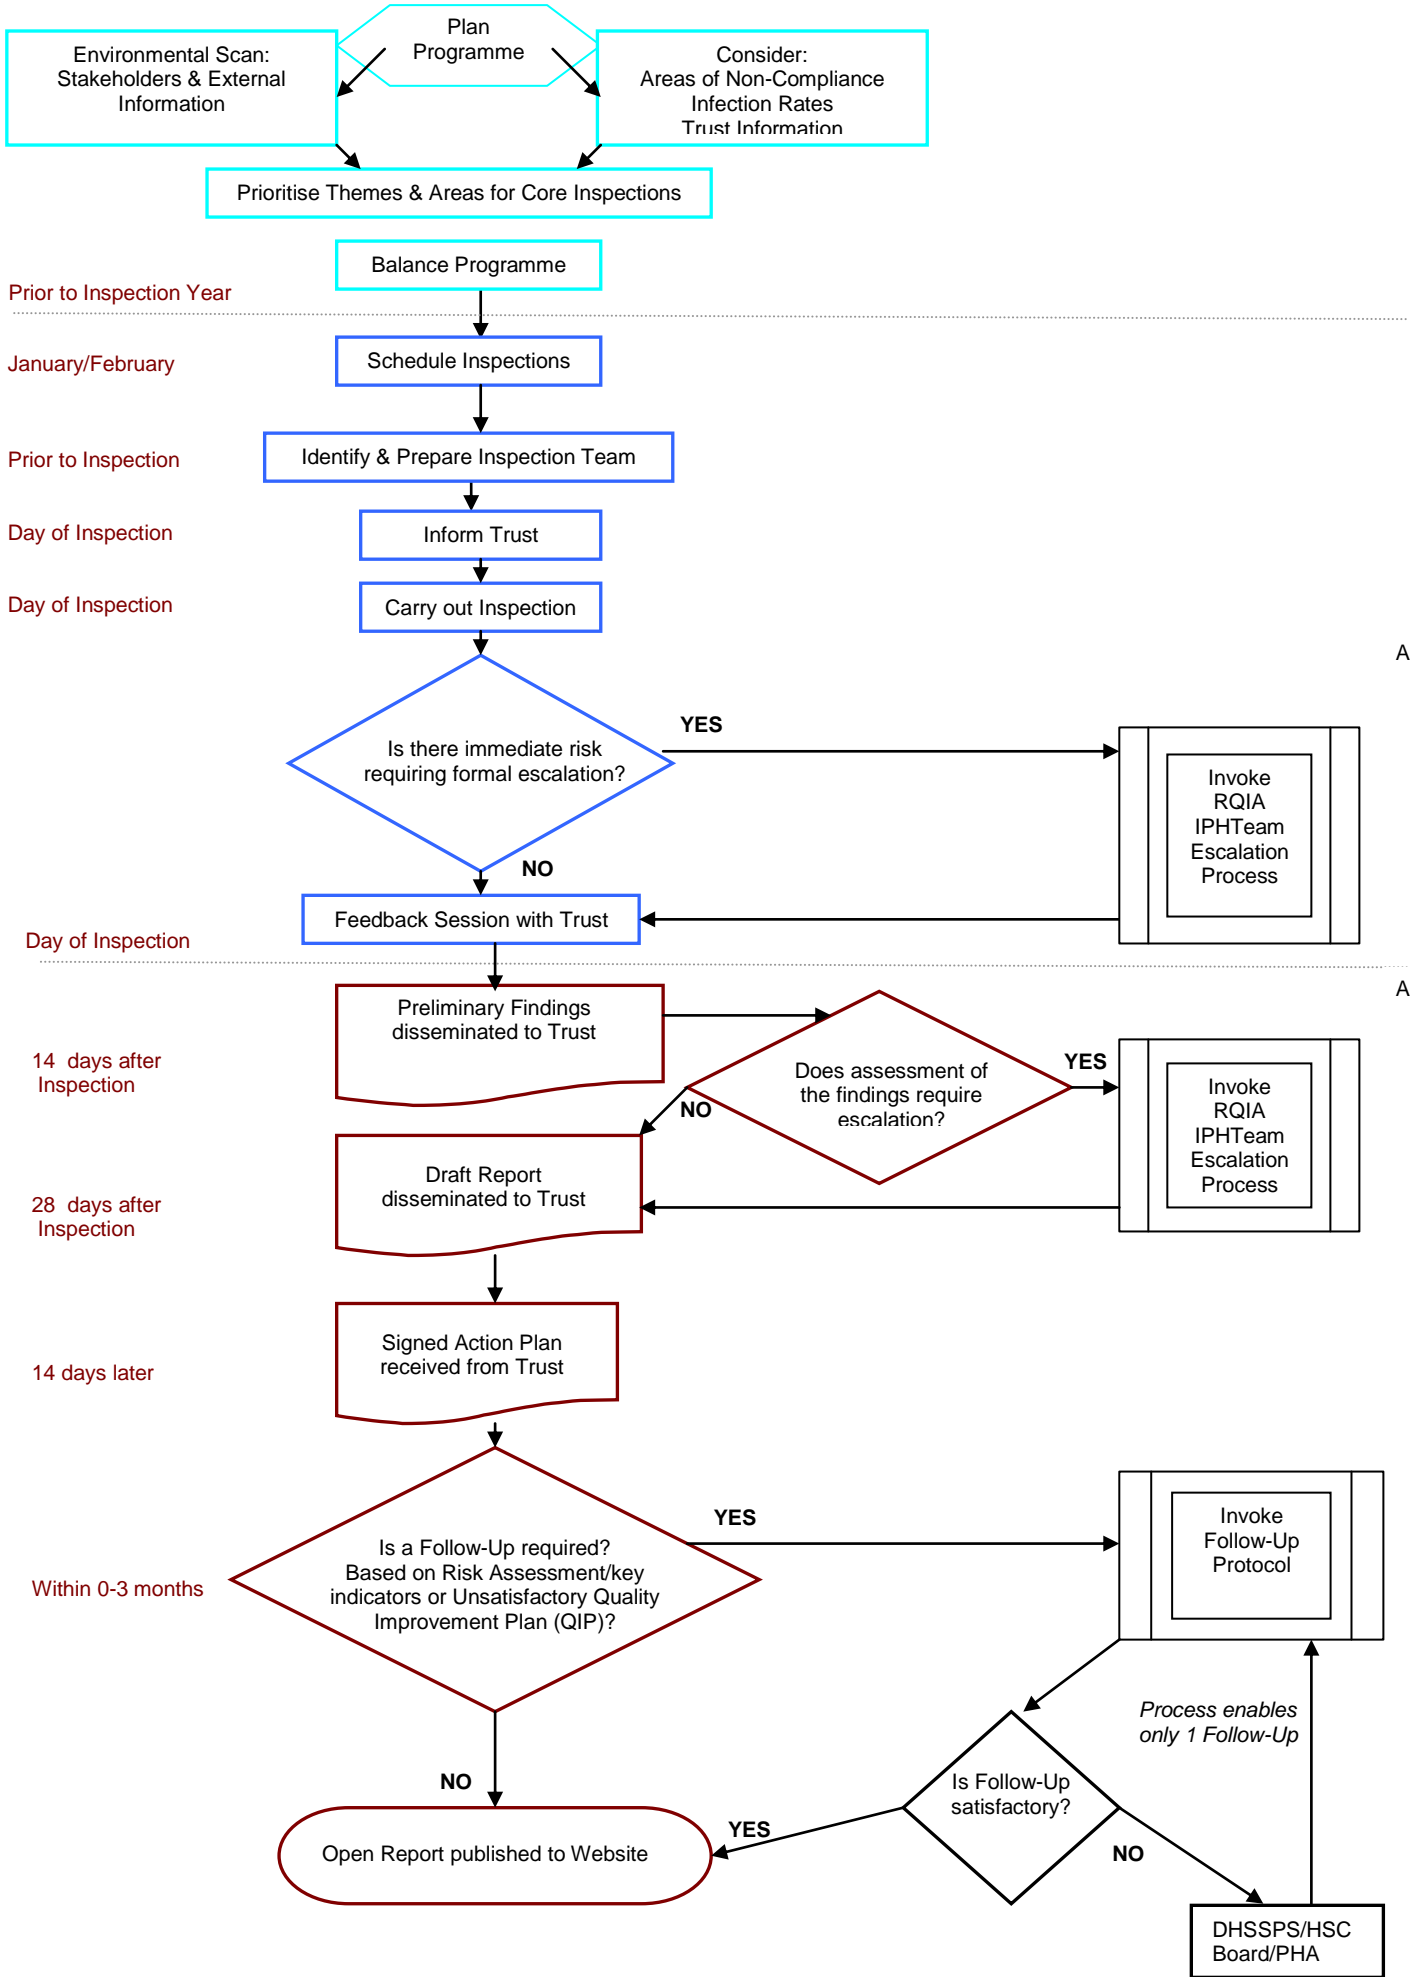 Plan
Programme
Environmental Scan:
Stakeholders & External
Information
Consider:
Areas of Non-Compliance
Infection Rates
Trust Information
Prioritise Themes & Areas for Core Inspections
Balance Programme
Prior to Inspection Year
January/February
Schedule Inspections
Prior to Inspection
Identify & Prepare Inspection Team
Day of Inspection
Inform Trust
Day of Inspection
Carry out Inspection
A
Is there immediate risk
requiring formal escalation?
YES
Invoke
RQIA
IPHTeam
Escalation
Process
NO
Feedback Session with Trust
Day of Inspection
A
Preliminary Findings
disseminated to Trust
14 days after
Inspection
Does assessment of
the findings require
escalation?
YES
Invoke
RQIA
IPHTeam
Escalation
Process
NO
Draft Report
disseminated to Trust
28 days after
Inspection
Signed Action Plan
received from Trust
14 days later
Is a Follow-Up required?
Based on Risk Assessment/key
indicators or Unsatisfactory Quality
Improvement Plan (QIP)?
Within 0-3 months
YES
Invoke
Follow-Up
Protocol
Process enables
only 1 Follow-Up
NO
Is Follow-Up
satisfactory?
YES
NO
Open Report published to Website
DHSSPS/HSC
Board/PHA